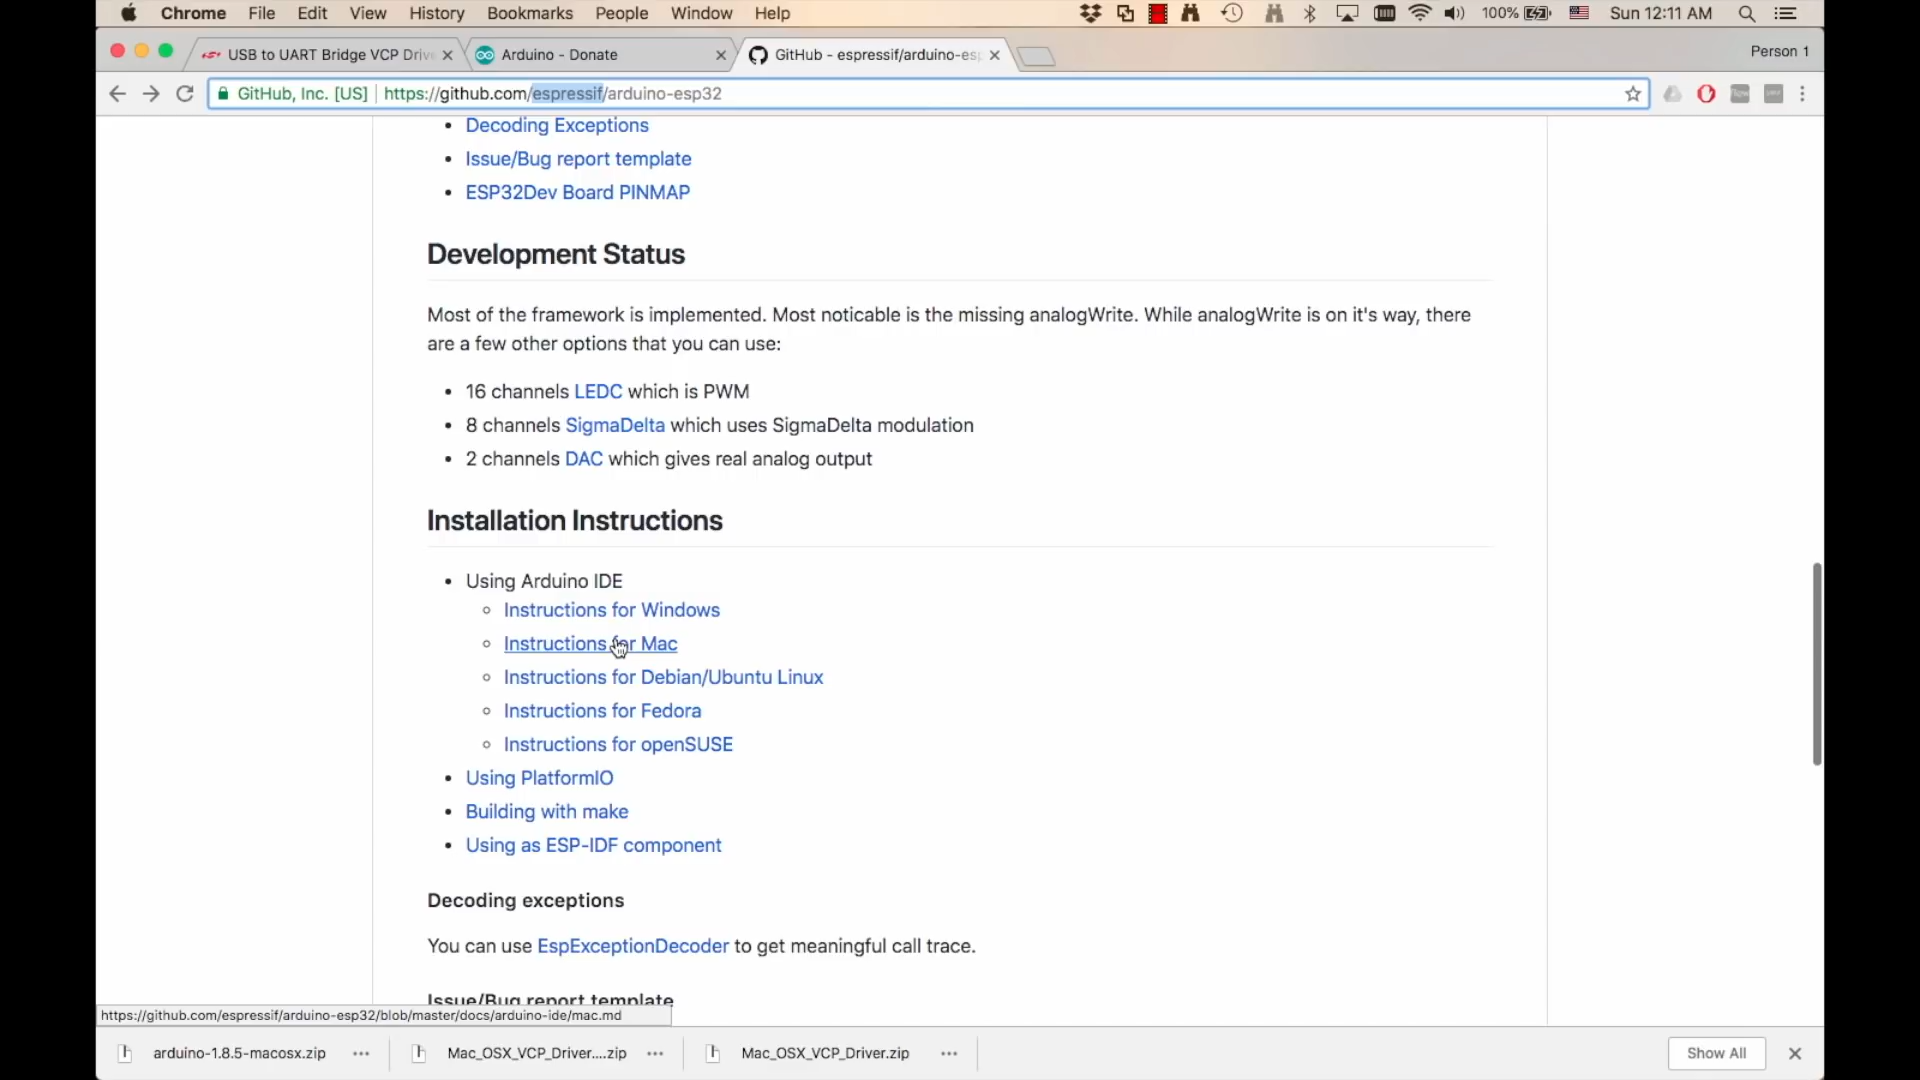 Chrome File Edit View History Bookmarks People Window Help 100% Sun 12:11 AM
USB to UART Bridge VCP Drive Arduino - Donate GitHub - espressif/arduino-esp Person 1
GitHub, Inc. [US] https://github.com/espressif/arduino-esp32
Decoding Exceptions
Issue/Bug report template
ESP32Dev Board PINMAP
Development Status
Most of the framework is implemented. Most noticable is the missing analogWrite. While analogWrite is on it's way, there
are a few other options that you can use:
16 channels LEDC which is PWM
8 channels SigmaDelta which uses SigmaDelta modulation
2 channels DAC which gives real analog output
Installation Instructions
Using Arduino IDE
Instructions for Windows
Instructions for Mac
Instructions for Debian/Ubuntu Linux
Instructions for Fedora
Instructions for openSUSE
Using PlatformIO
Building with make
Using as ESP-IDF component
Decoding exceptions
You can use EspExceptionDecoder to get meaningful call trace.
Issue/Bug report template
https://github.com/espressif/arduino-esp32/blob/master/docs/arduino-ide/mac.md
arduino-1.8.5-macosx.zip Mac_OSX_VCP_Driver....zip Mac_OSX_VCP_Driver.zip Show All